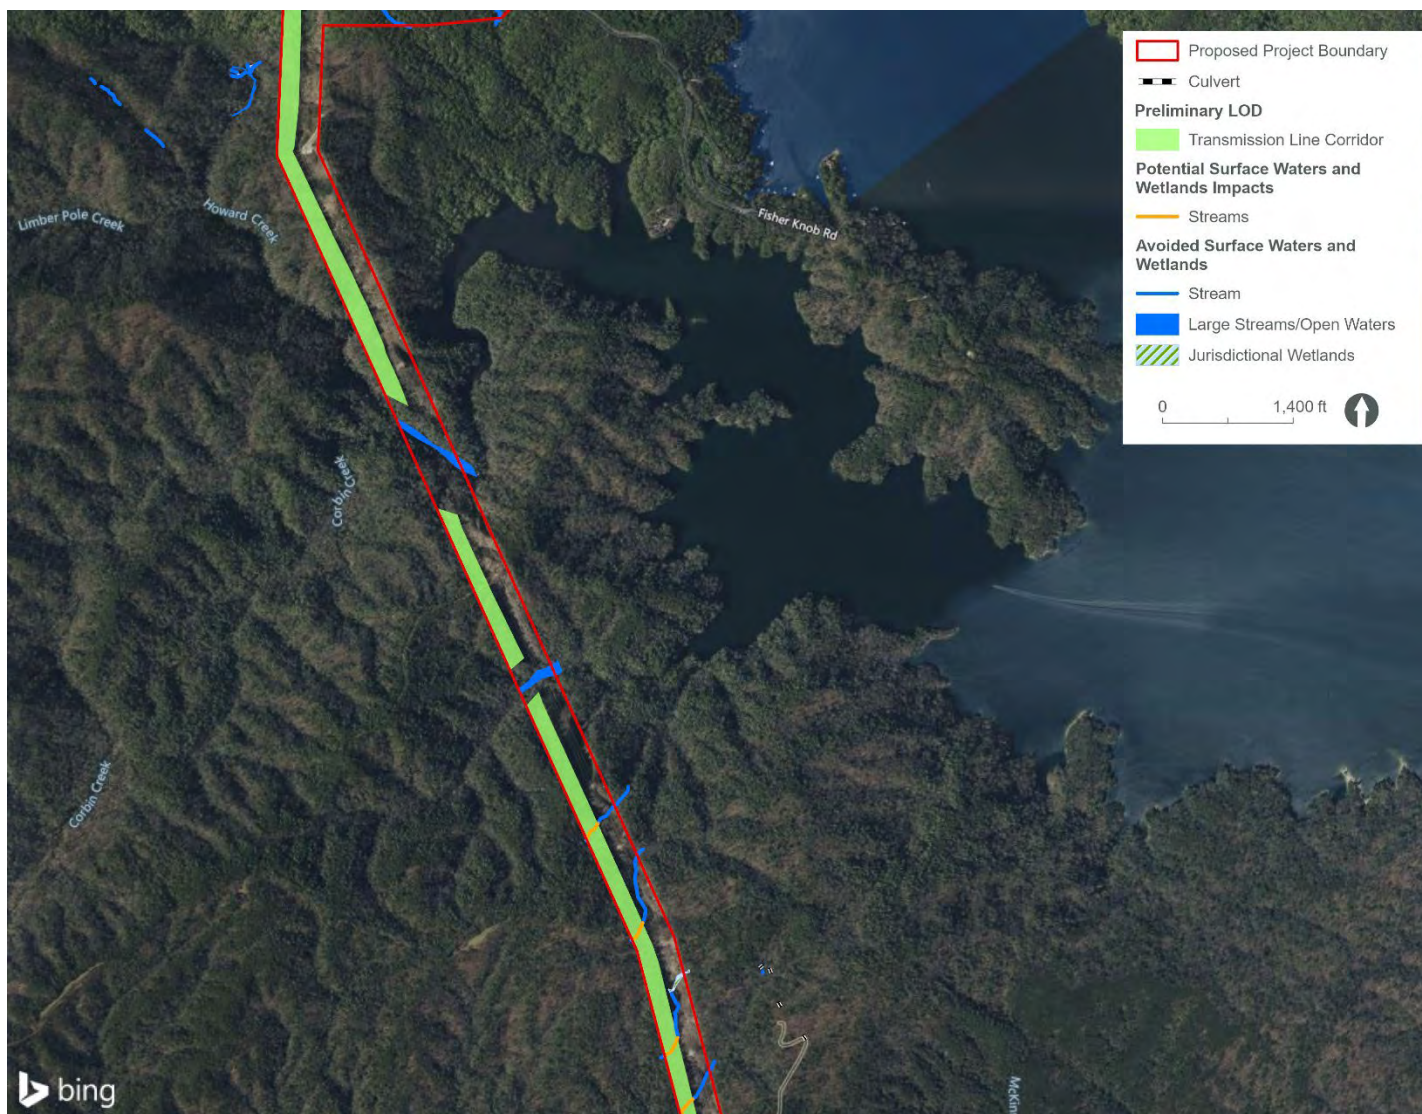 Proposed Project Boundary
Culvert
Preliminary LOD
Transmission Line Corridor
Potential Surface Waters and
Wetlands Impacts
Streams
Avoided Surface Waters and
Wetlands
Stream
Large Streams/Open Waters
Jurisdictional Wetlands
0 1,400 ft
Limber Pole Creek
Howard Creek
Fisher Knob Rd
Corbin Creek
Corbin Creek
McKin
bing